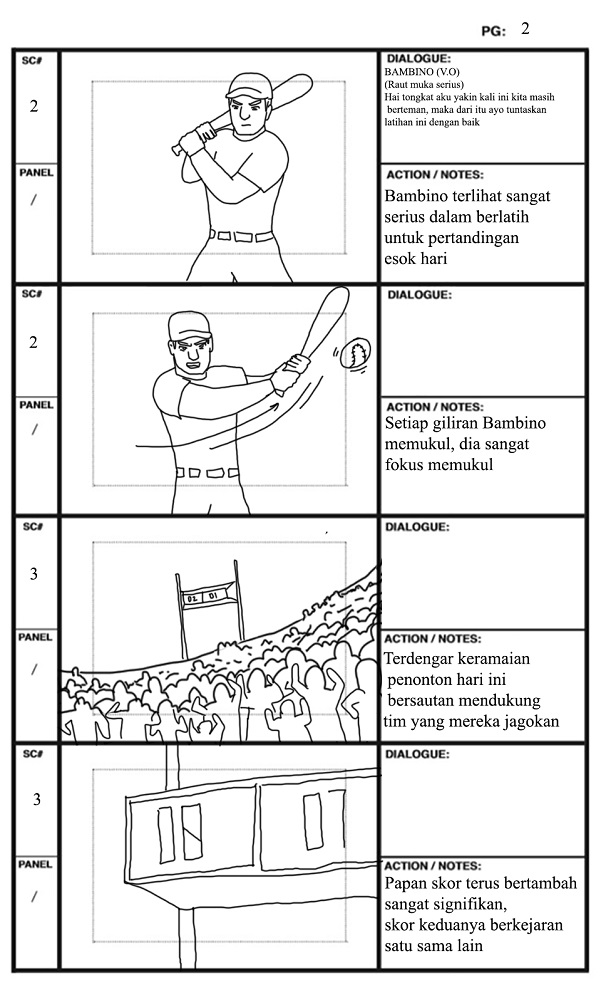 PG: 2
SC#
2
PANEL
/
DIALOGUE:
BAMBINO (V.O)
(Raut muka serius)
Hai tongkat aku yakin kali ini kita masih
berteman, maka dari itu ayo tuntaskan
latihan ini dengan baik
ACTION / NOTES:
Bambino terlihat sangat
serius dalam berlatih
untuk pertandingan
esok hari
SC#
2
PANEL
/
DIALOGUE:
ACTION / NOTES:
Setiap giliran Bambino
memukul, dia sangat
fokus memukul
SC#
3
PANEL
/
02 01
DIALOGUE:
ACTION / NOTES:
Terdengar keramaian
penonton hari ini
bersautan mendukung
tim yang mereka jagokan
SC#
3
PANEL
/
DIALOGUE:
ACTION / NOTES:
Papan skor terus bertambah
sangat signifikan,
skor keduanya berkejaran
satu sama lain